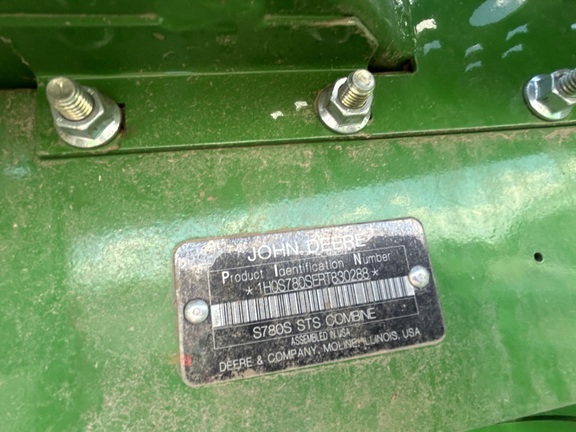 JOHN DEERE
Product Identification Number
*1H0S780SERT830288*
S780S STS COMBINE
ASSEMBLED IN USA
DEERE & COMPANY, MOLINE, ILLINOIS, USA